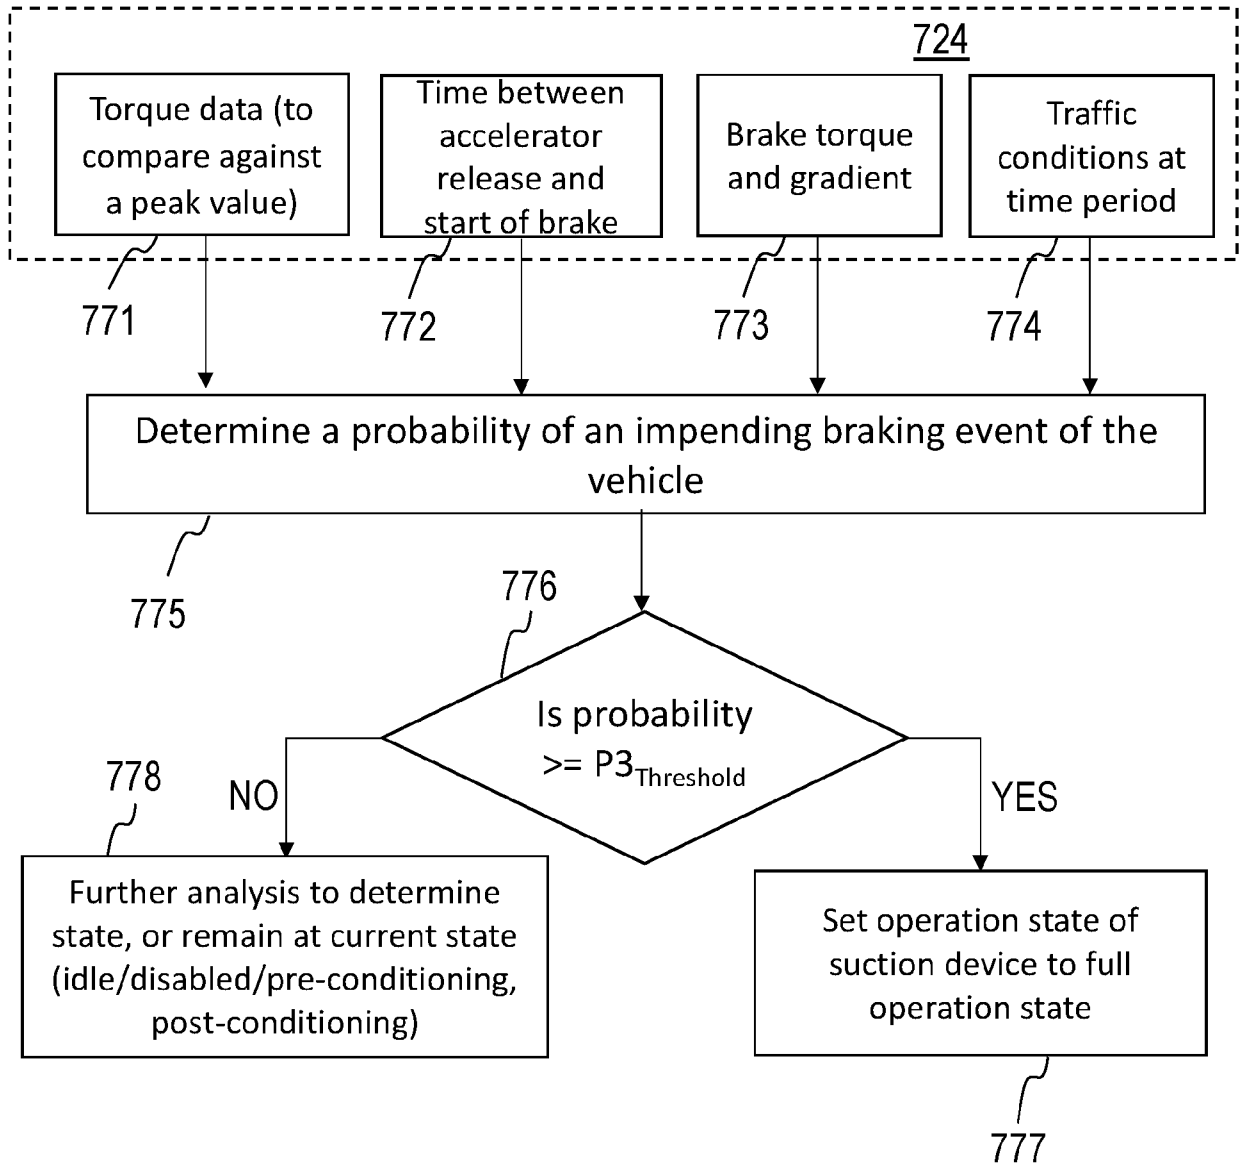 724
Torque data (to
compare against
a peak value)
Time between
accelerator
release and
start of brake
Brake torque
and gradient
Traffic
conditions at
time period
771
772
773
774
Determine a probability of an impending braking event of the
vehicle
775
776
Is probability
>= P3Threshold
NO
YES
778
Further analysis to determine
state, or remain at current state
(idle/disabled/pre-conditioning,
post-conditioning)
Set operation state of
suction device to full
operation state
777